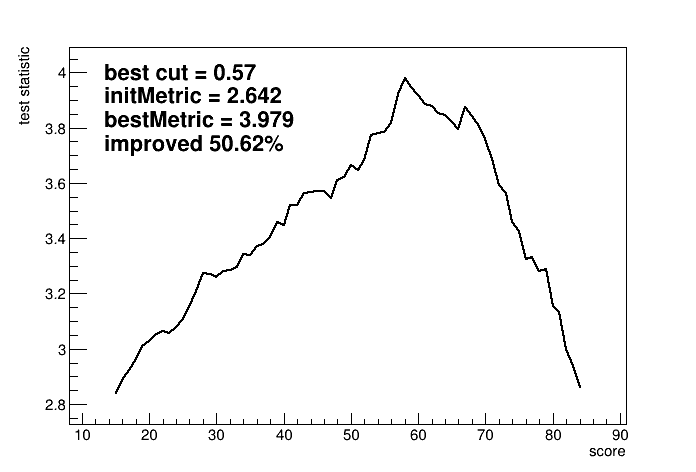 test statistic
best cut = 0.57
initMetric = 2.642
bestMetric = 3.979
improved 50.62%
4
3.8
3.6
3.4
3.2
3
2.8
10 20 30 40 50 60 70 80 90
score